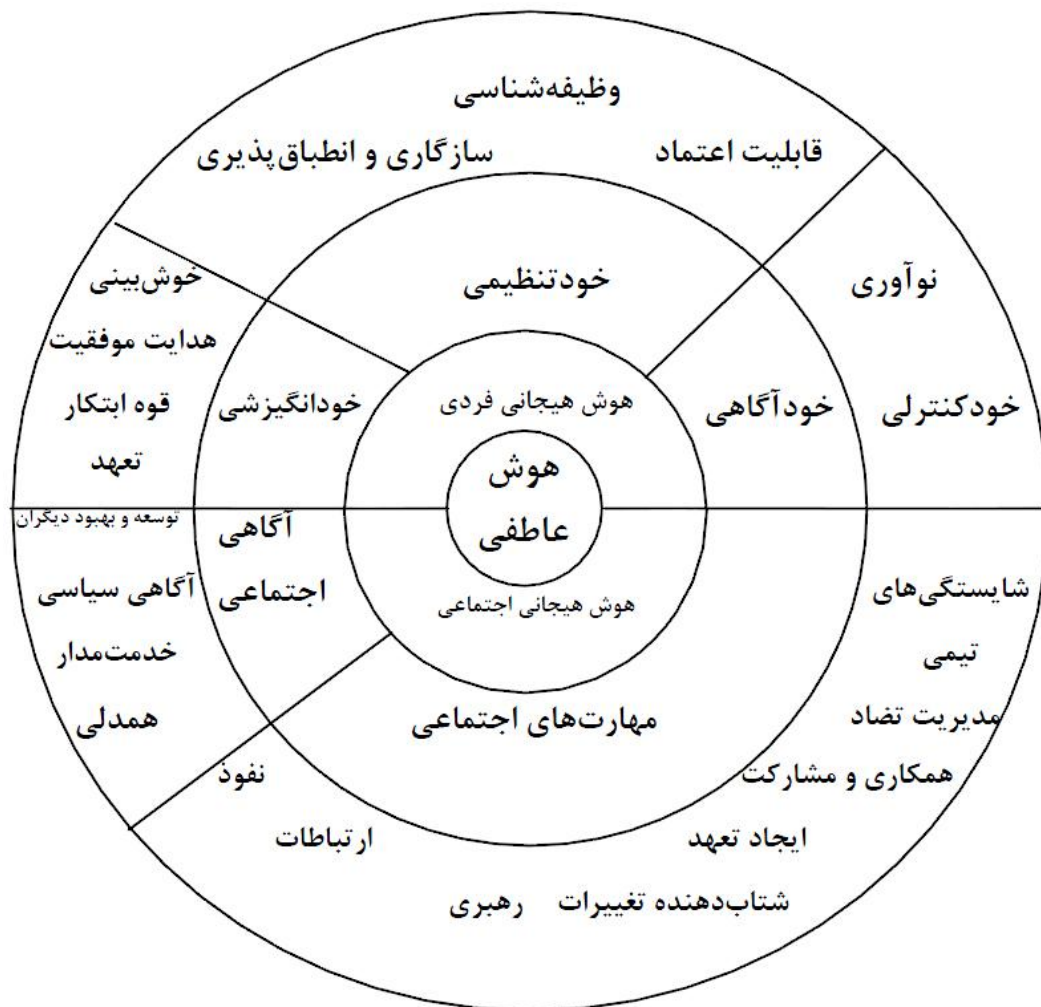 وظیفه‌شناسی
قابلیت اعتماد
سازگاری و انطباق‌پذیری
نوآوری
خودکنترلی
خودتنظیمی
خودآگاهی
خوش‌بینی
هدایت موفقیت
قوه ابتکار
تعهد
خودانگیزشی
هوش هیجانی فردی
هوش
عاطفی
هوش هیجانی اجتماعی
آگاهی
اجتماعی
توسعه و بهبود دیگران
آگاهی سیاسی
خدمت‌مدار
همدلی
مهارت‌های اجتماعی
شایستگی‌های
تیمی
مدیریت تضاد
همکاری و مشارکت
ایجاد تعهد
شتاب‌دهنده تغییرات
رهبری
ارتباطات
نفوذ